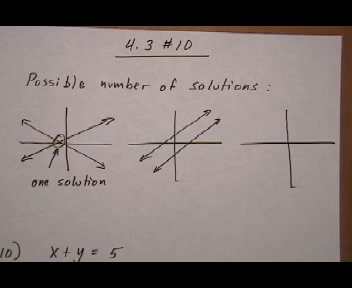 4.3 #10
Possible number of solutions:
one solution
10) x + y = 5